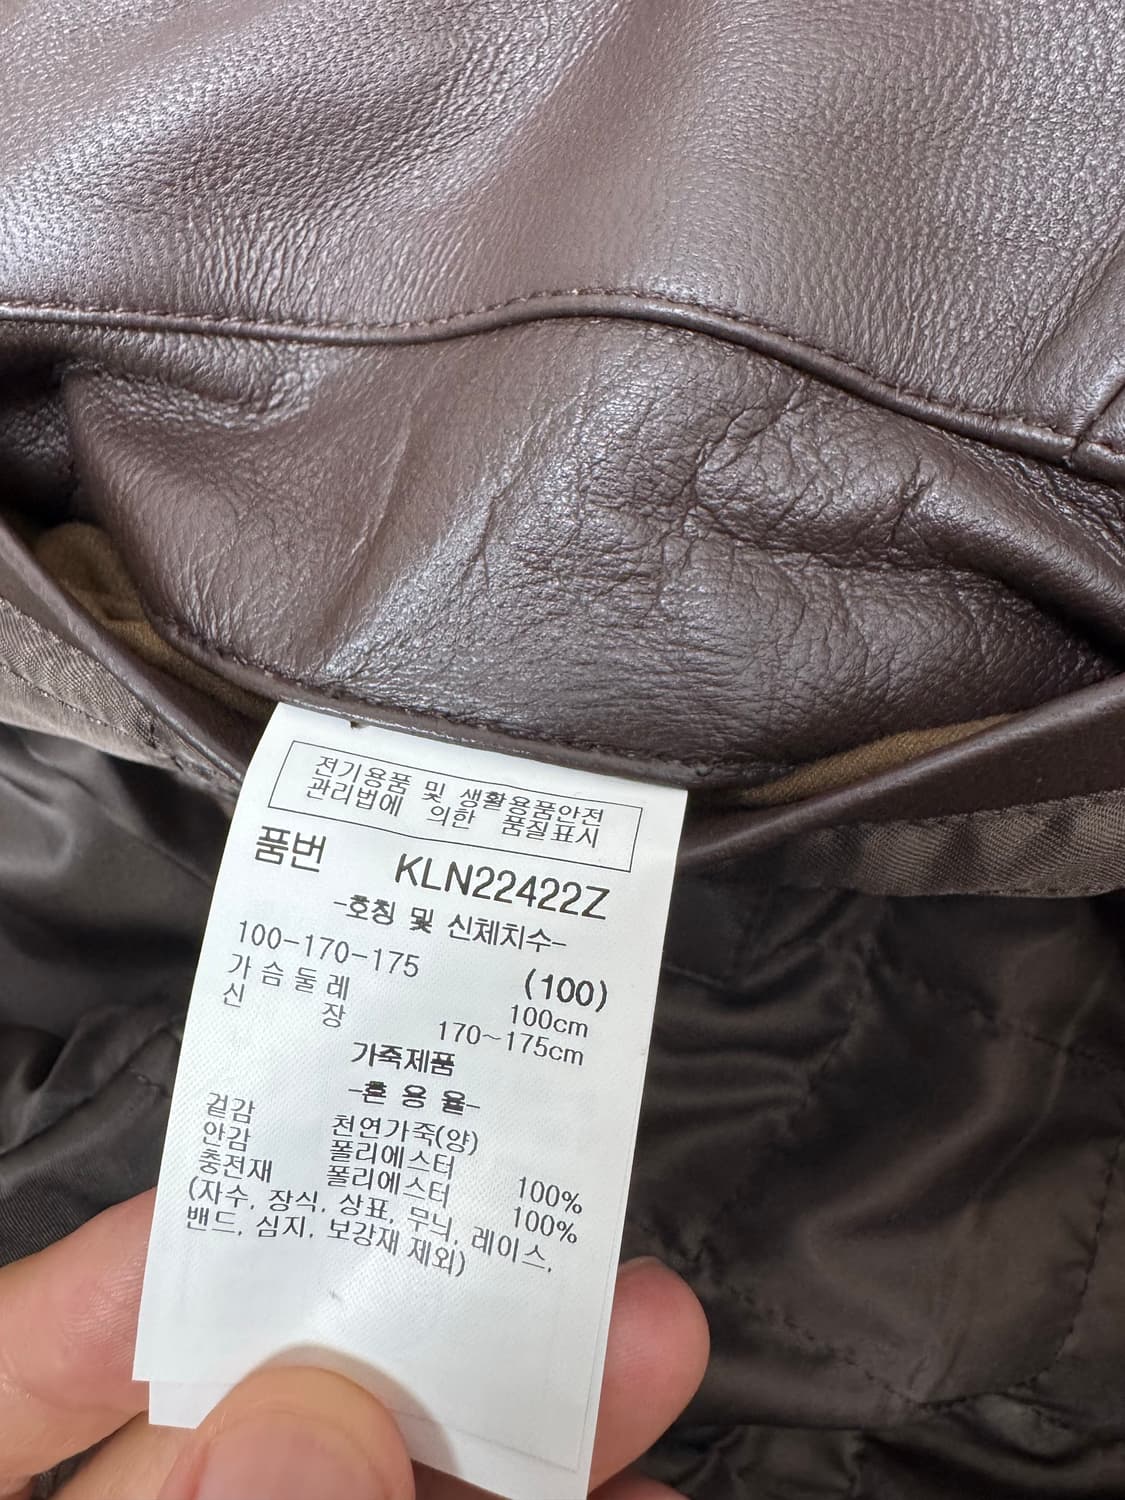 전기용품 및 생활용품안전
관리법에 의한 품질표시
품번 KLN22422Z
-호칭 및 신체치수-
100-170-175 (100)
가슴둘레 100cm
신 장 170~175cm
가죽제품
-혼용율-
겉감 천연가죽(양)
안감 폴리에스터 100%
충전재 폴리에스터 100%
(자수, 장식, 상표, 무늬, 레이스,
밴드, 심지, 보강재 제외)